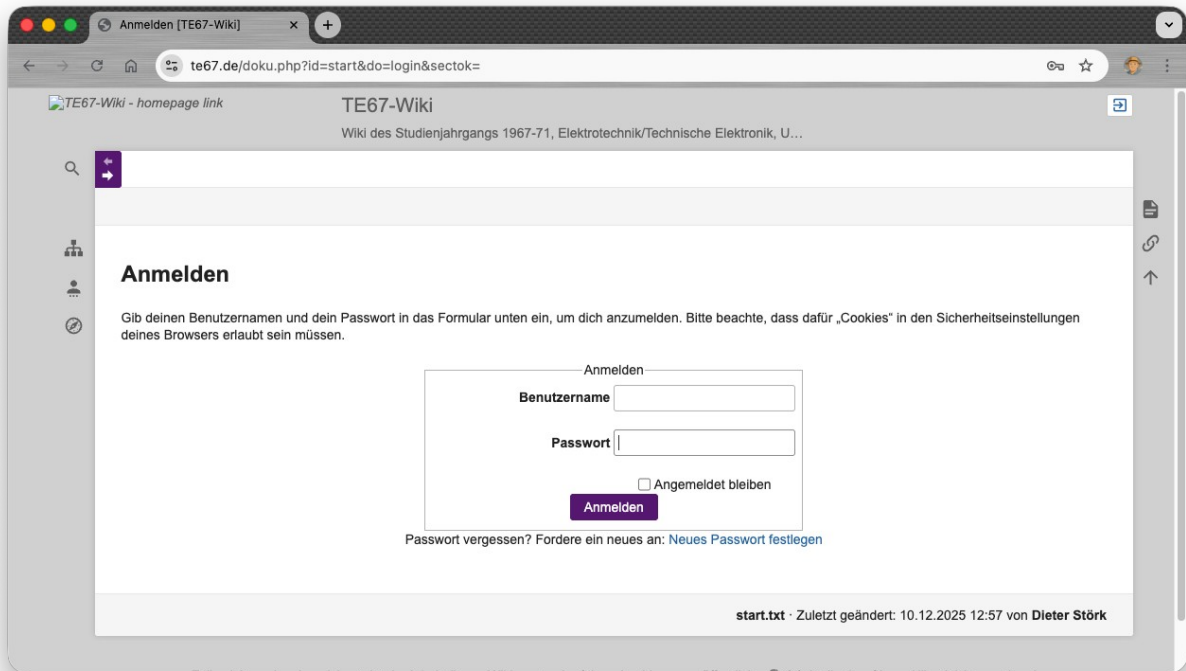 Anmelden [TE67-Wiki]
te67.de/doku.php?id=start&do=login&sectok=
TE67-Wiki - homepage link
TE67-Wiki
Wiki des Studienjahrgangs 1967-71, Elektrotechnik/Technische Elektronik, U…
Anmelden
Gib deinen Benutzernamen und dein Passwort in das Formular unten ein, um dich anzumelden. Bitte beachte, dass dafür „Cookies“ in den Sicherheitseinstellungen
deines Browsers erlaubt sein müssen.
Anmelden
Benutzername
Passwort
Angemeldet bleiben
Anmelden
Passwort vergessen? Fordere ein neues an: Neues Passwort festlegen
start.txt · Zuletzt geändert: 10.12.2025 12:57 von Dieter Störk